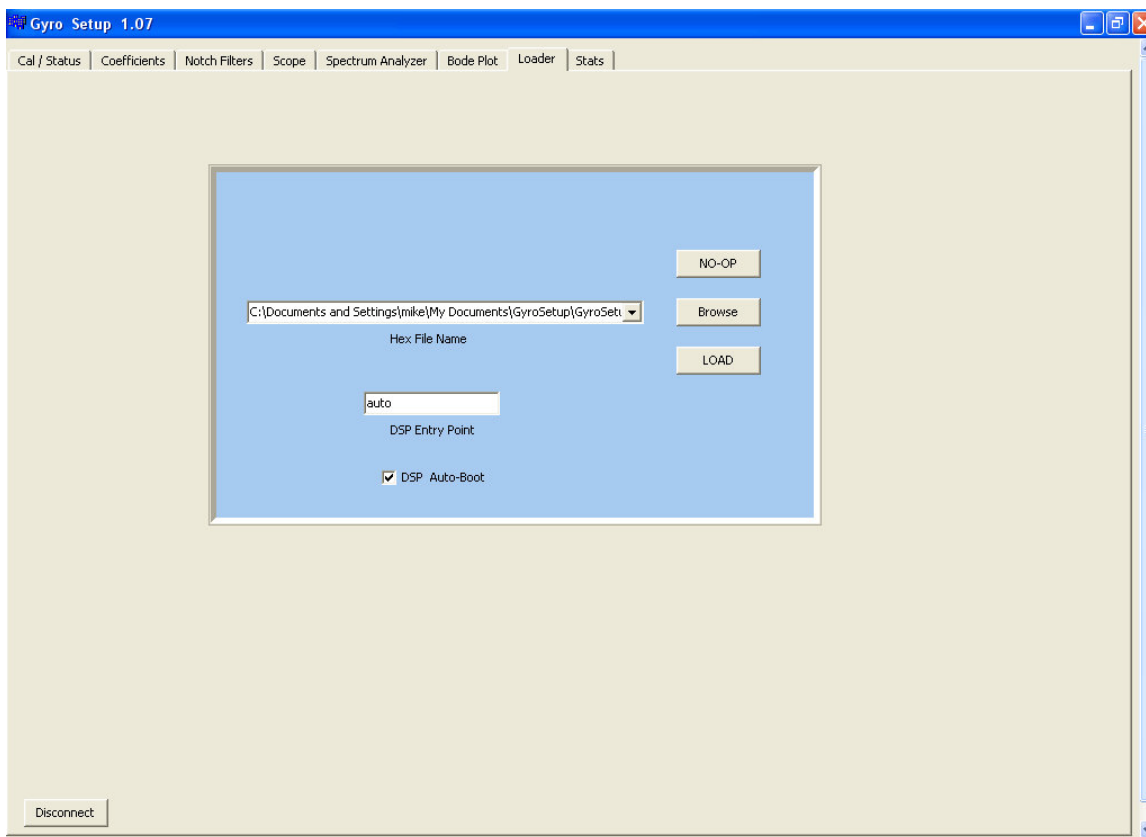 Gyro Setup 1.07
Cal / Status Coefficients Notch Filters Scope Spectrum Analyzer Bode Plot Loader Stats
NO-OP
C:\Documents and Settings\mike\My Documents\GyroSetup\GyroSetu
Browse
Hex File Name
LOAD
auto
DSP Entry Point
DSP Auto-Boot
Disconnect